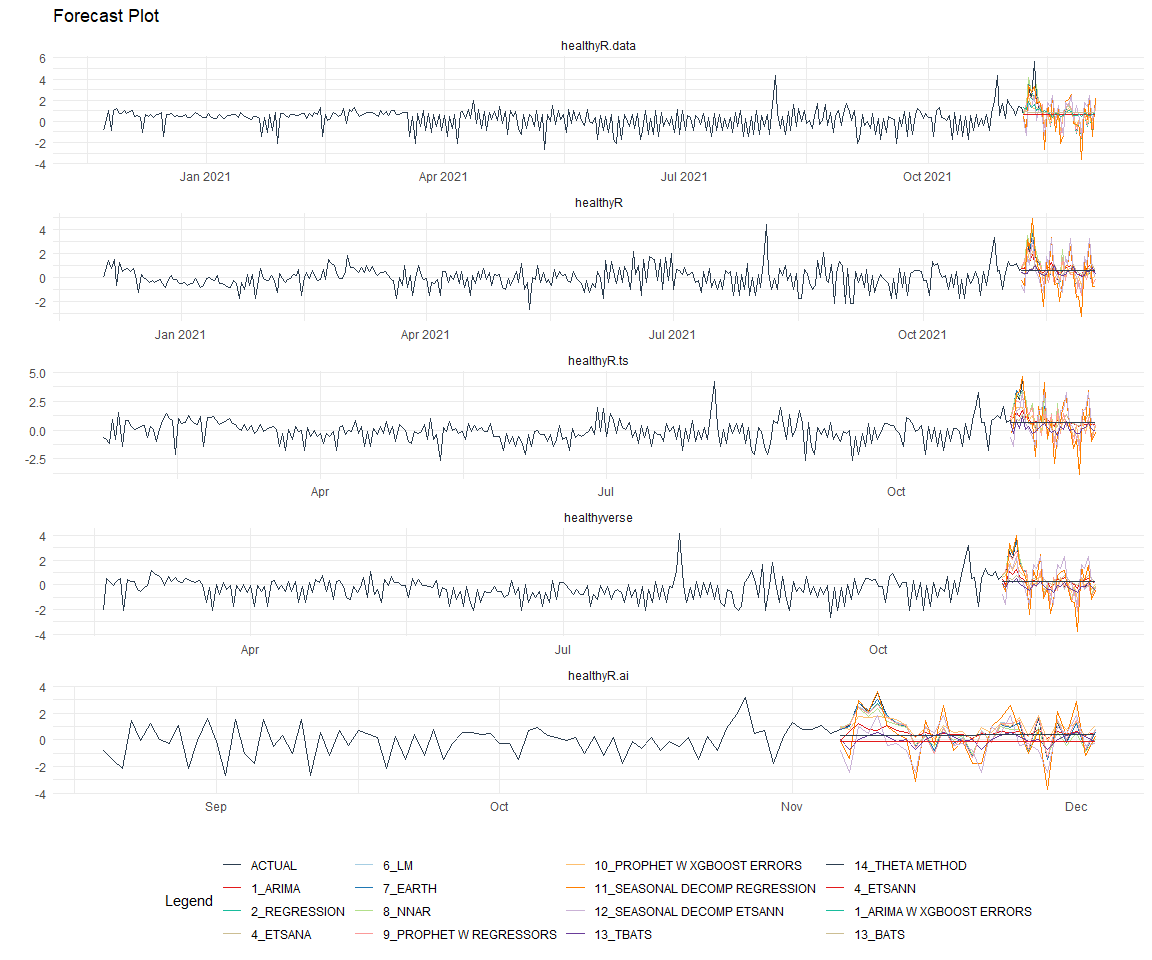 Forecast Plot
healthyR.data
6
4
2
0
-2
-4
Jan 2021 Apr 2021 Jul 2021 Oct 2021
healthyR
4
2
0
-2
Jan 2021 Apr 2021 Jul 2021 Oct 2021
healthyR.ts
5.0
2.5
0.0
-2.5
Apr Jul Oct
healthyverse
4
2
0
-2
-4
Apr Jul Oct
healthyR.ai
4
2
0
-2
-4
Sep Oct Nov Dec
Legend
ACTUAL 6_LM 10_PROPHET W XGBOOST ERRORS 14_THETA METHOD
1_ARIMA 7_EARTH 11_SEASONAL DECOMP REGRESSION 4_ETSANN
2_REGRESSION 8_NNAR 12_SEASONAL DECOMP ETSANN 1_ARIMA W XGBOOST ERRORS
4_ETSANA 9_PROPHET W REGRESSORS 13_TBATS 13_BATS